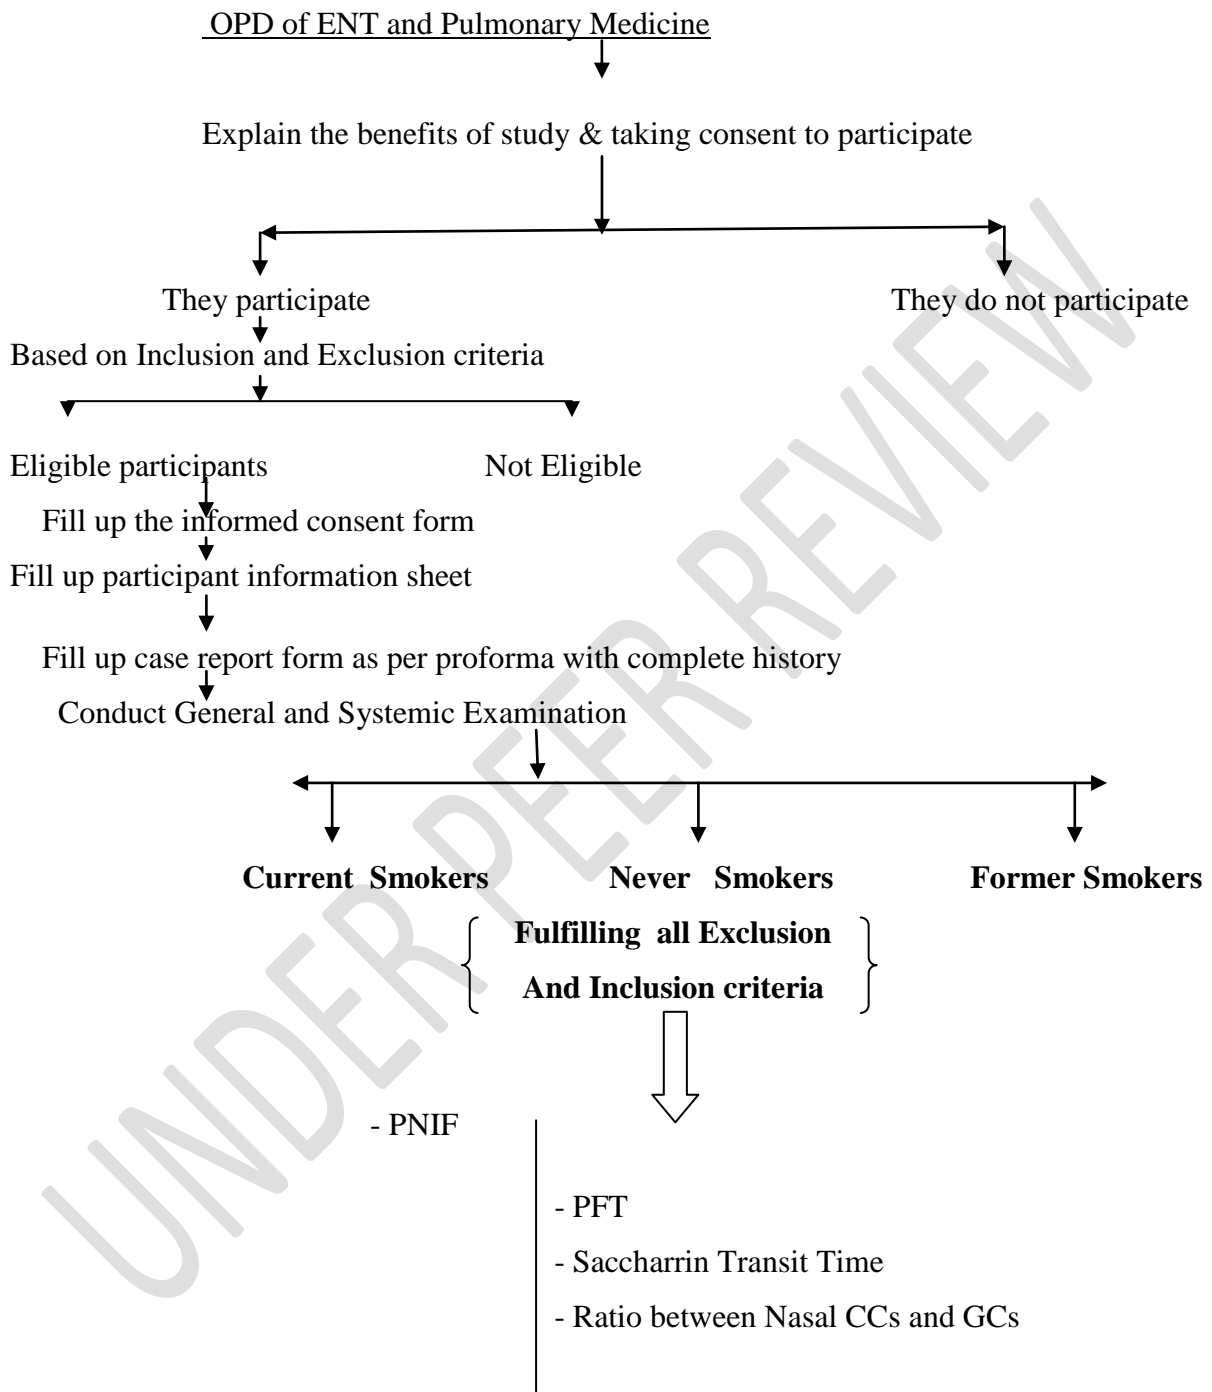 OPD of ENT and Pulmonary Medicine
Explain the benefits of study & taking consent to participate
They participate
They do not participate
Based on Inclusion and Exclusion criteria
Eligible participants
Not Eligible
Fill up the informed consent form
Fill up participant information sheet
Fill up case report form as per proforma with complete history
Conduct General and Systemic Examination
Current Smokers
Never Smokers
Former Smokers
Fulfilling all Exclusion
And Inclusion criteria
- PNIF
- PFT
- Saccharrin Transit Time
- Ratio between Nasal CCs and GCs
UNDER PEER REVIEW